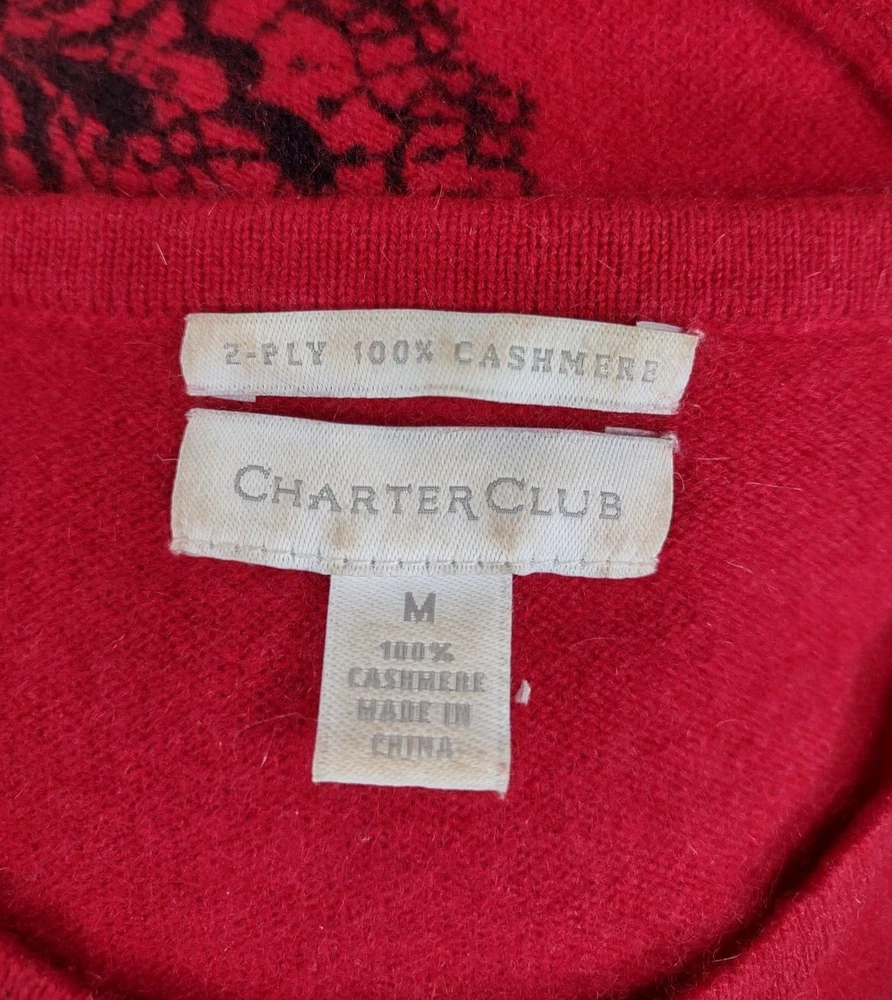 2-PLY 100% CASHMERE
CHARTER CLUB
M
100%
CASHMERE
MADE IN
CHINA